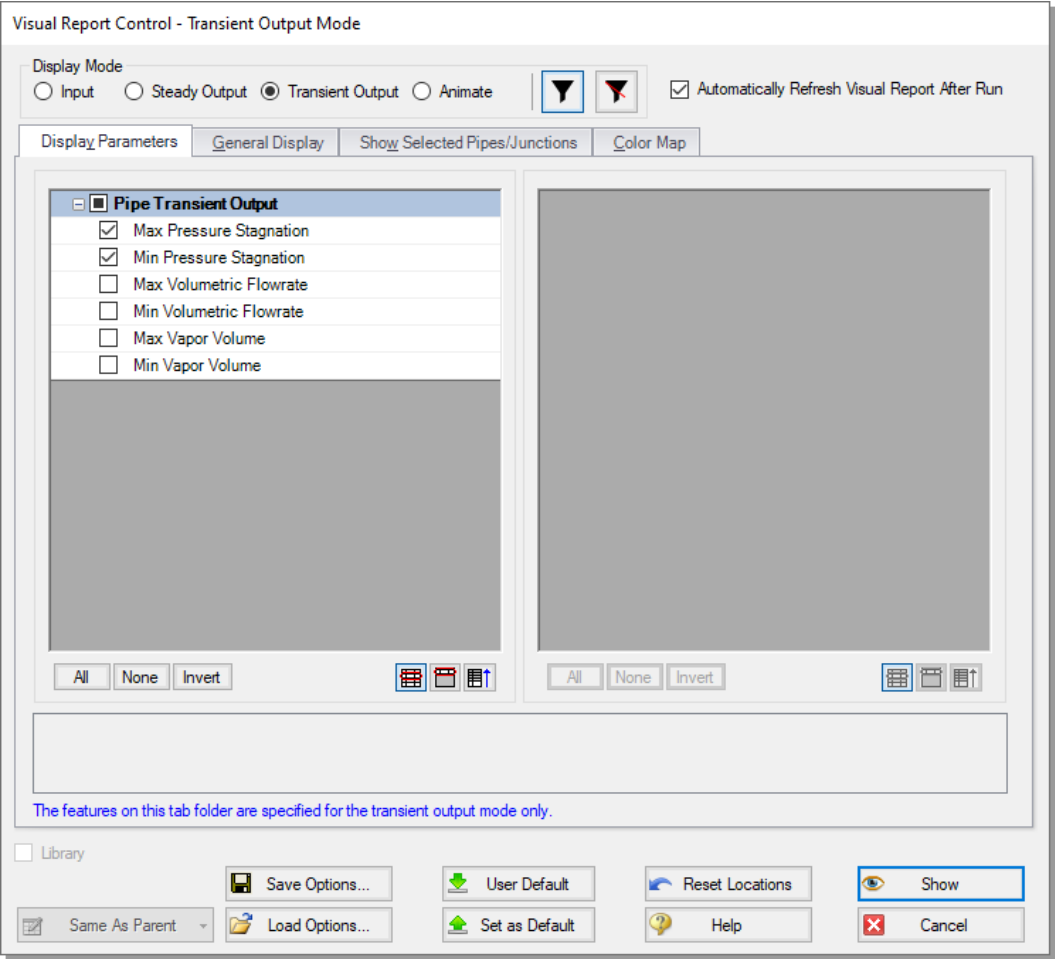 Visual Report Control - Transient Output Mode
Display Mode
Input Steady Output Transient Output Animate
Automatically Refresh Visual Report After Run
Display Parameters General Display Show Selected Pipes/Junctions Color Map
Pipe Transient Output
Max Pressure Stagnation
Min Pressure Stagnation
Max Volumetric Flowrate
Min Volumetric Flowrate
Max Vapor Volume
Min Vapor Volume
All None Invert All None Invert
The features on this tab folder are specified for the transient output mode only.
Library
Save Options... User Default Reset Locations Show
Same As Parent Load Options... Set as Default Help Cancel